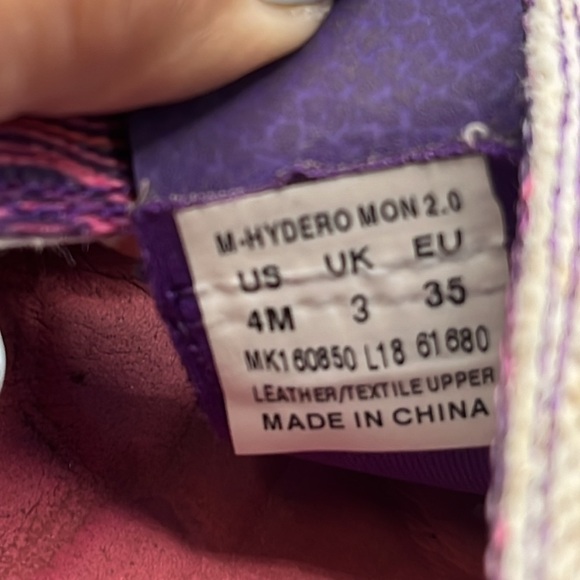 M-HYDERO MON 2.0
US UK EU
4M 3 35
MK160850 L18 61680
LEATHER/TEXTILE UPPER
MADE IN CHINA